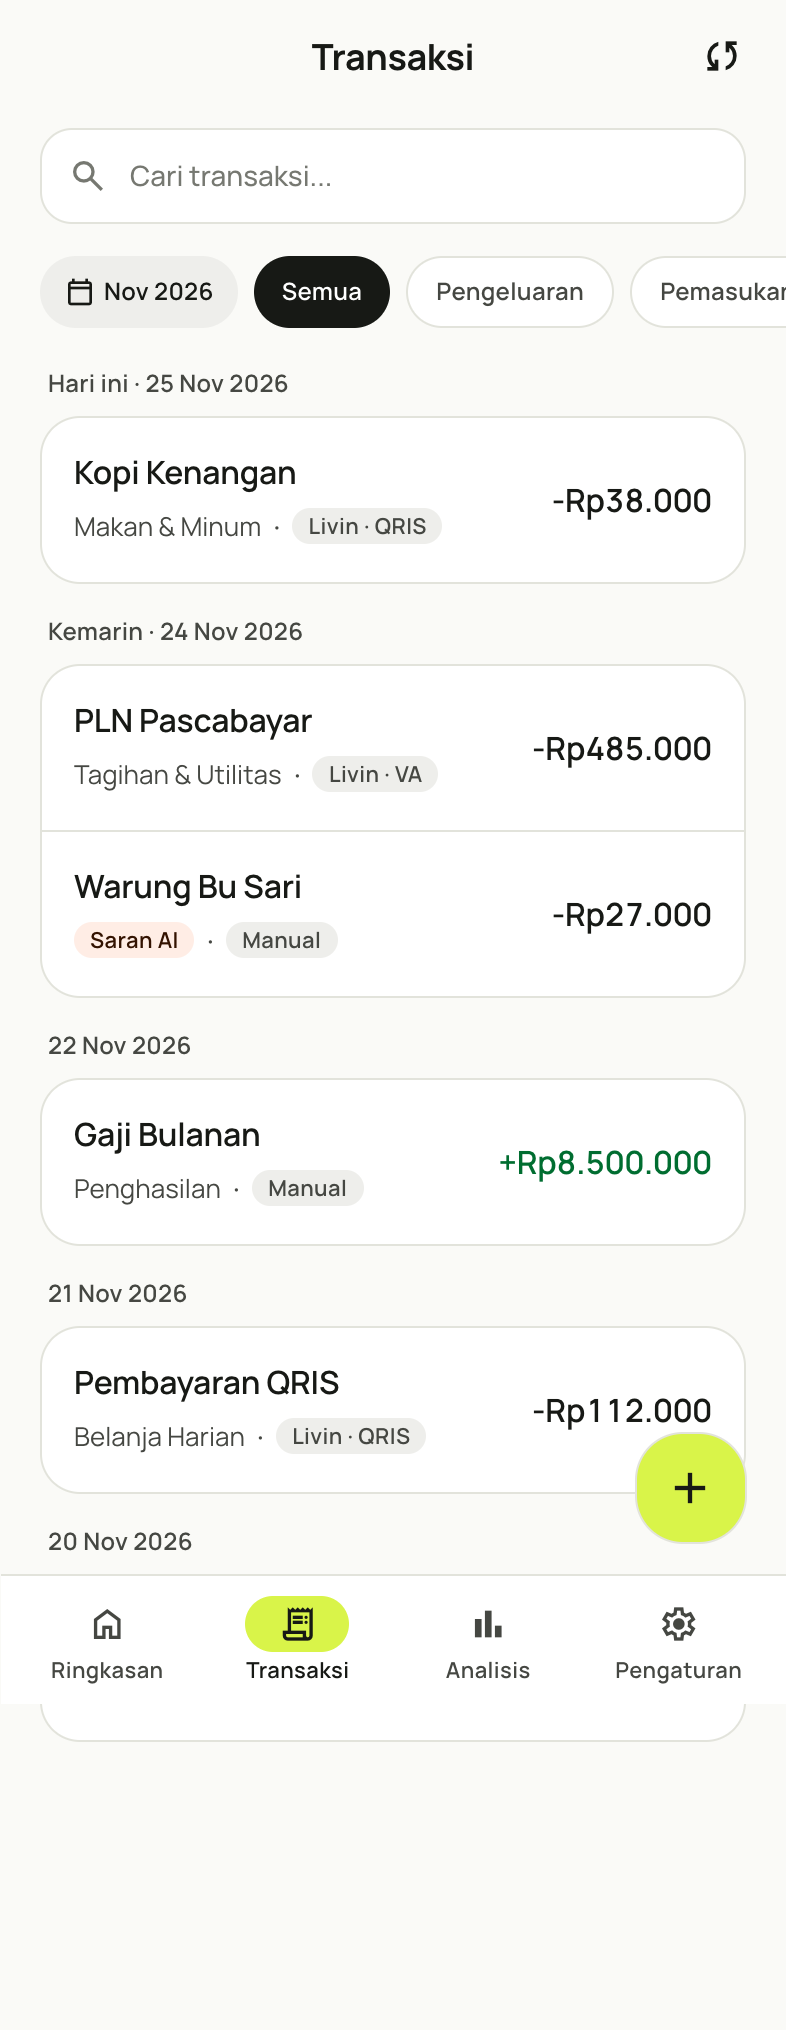 Transaksi
Cari transaksi...
Nov 2026
Semua
Pengeluaran
Pemasukan
Hari ini · 25 Nov 2026
Kopi Kenangan
-Rp38.000
Makan & Minum · Livin · QRIS
Kemarin · 24 Nov 2026
PLN Pascabayar
-Rp485.000
Tagihan & Utilitas · Livin · VA
Warung Bu Sari
-Rp27.000
Saran AI · Manual
22 Nov 2026
Gaji Bulanan
+Rp8.500.000
Penghasilan · Manual
21 Nov 2026
Pembayaran QRIS
-Rp112.000
Belanja Harian · Livin · QRIS
20 Nov 2026
Ringkasan
Transaksi
Analisis
Pengaturan